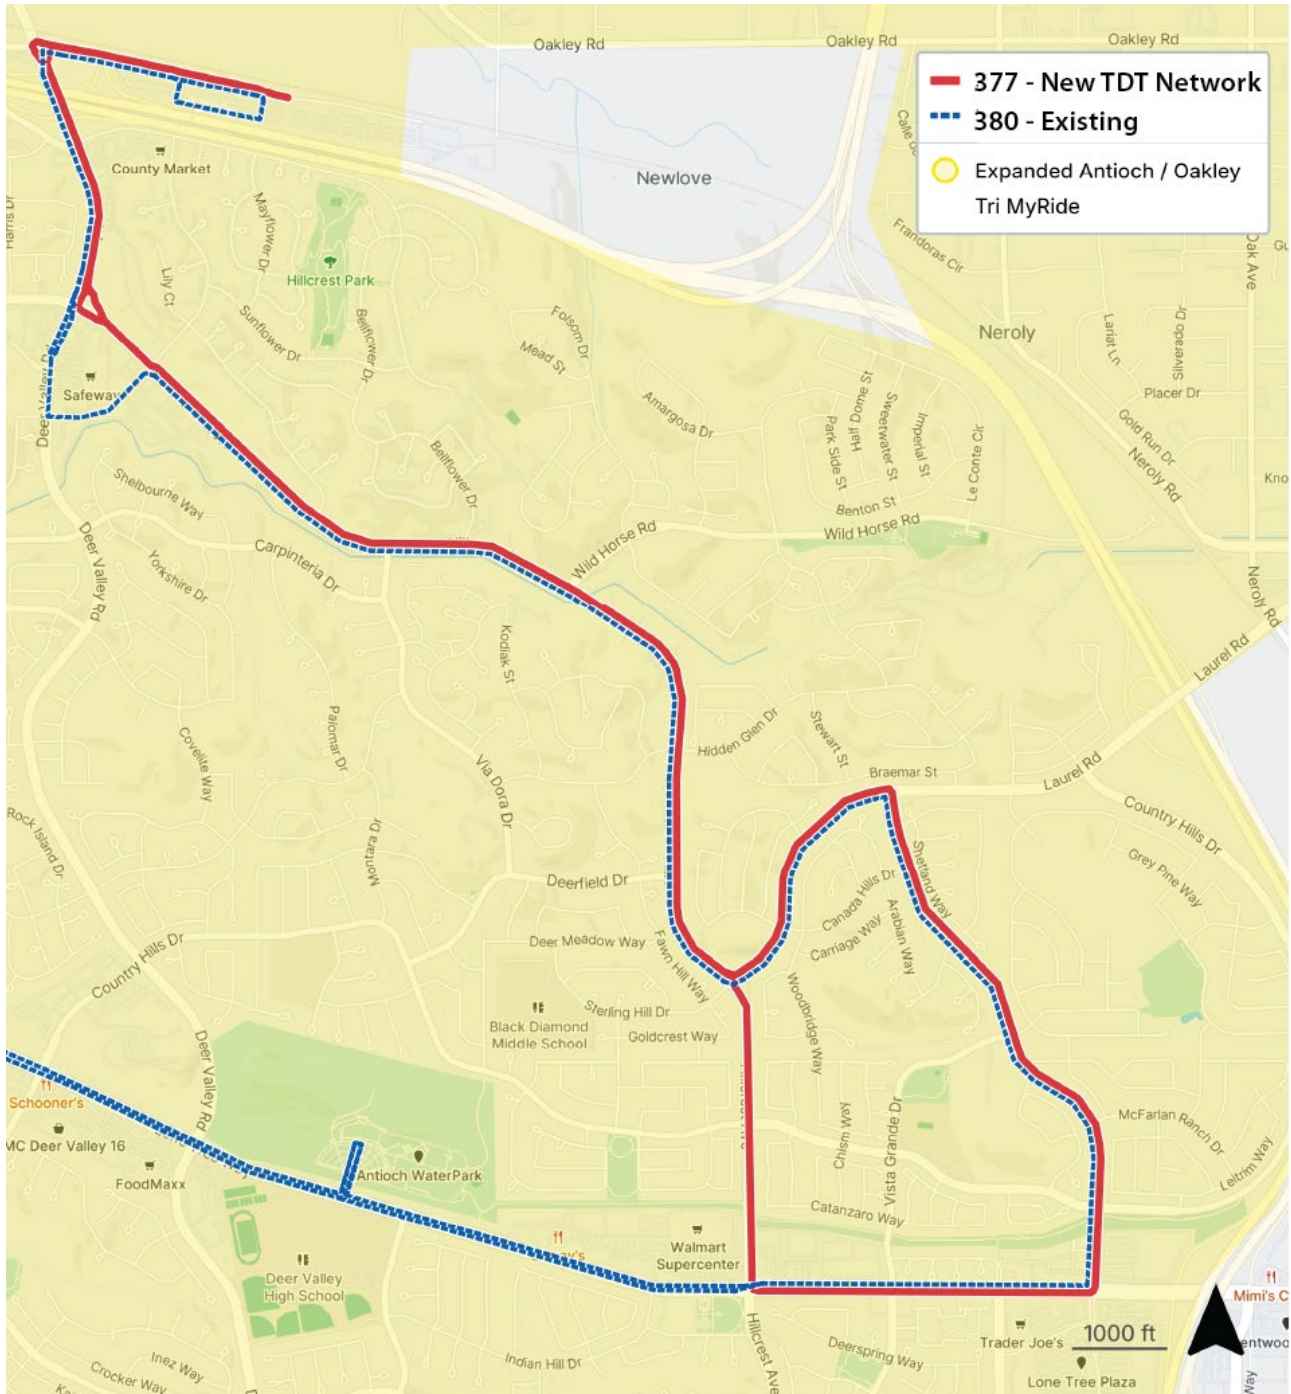 Oakley Rd
Oakley Rd
Oakley Rd
377 - New TDT Network
380 - Existing
Expanded Antioch / Oakley
Tri MyRide
County Market
Newlove
Harris Dr
Mayflower Dr
Hillcrest Park
Lily Ct
Sunflower Dr
Bellflower Dr
Folsom Dr
Mead St
Frandoras Cir
Oak Ave
Neroly
Lariat Ln
Silverado Dr
Placer Dr
Safeway
Deer Valley
Amargosa Dr
Half Dome St
Sweetwater St
Imperial St
Park Side St
Le Conte Cir
Gold Run Dr
Neroly Rd
Bellflower Dr
Shelbourne Way
Benton St
Wild Horse Rd
Wild Horse Rd
Deer Valley Rd
Carpinteria Dr
Yorkshire Dr
Neroly Rd
Kodiak St
Laurel Rd
Palomar Dr
Covelite Way
Hidden Glen Dr
Stewart St
Via Dora Dr
Braemar St
Laurel Rd
Country Hills Dr
Rock Island Dr
Montara Dr
Deerfield Dr
Shetland Way
Grey Pine Way
Canada Hills Dr
Arabian Way
Carriage Way
Country Hills Dr
Deer Meadow Way
Fawn Hill Way
Woodbridge Way
Sterling Hill Dr
Black Diamond
Middle School
Goldcrest Way
Deer Valley Rd
Schooner's
MC Deer Valley 16
FoodMaxx
Antioch WaterPark
Chism Way
Vista Grande Dr
McFarlan Ranch Dr
Leitrim Way
Catanzaro Way
Walmart
Supercenter
Deer Valley
High School
Mimi's C
Trader Joe's
1000 ft
Hillcrest Ave
Deerspring Way
Indian Hill Dr
Inez Way
Crocker Way
Lone Tree Plaza
Way